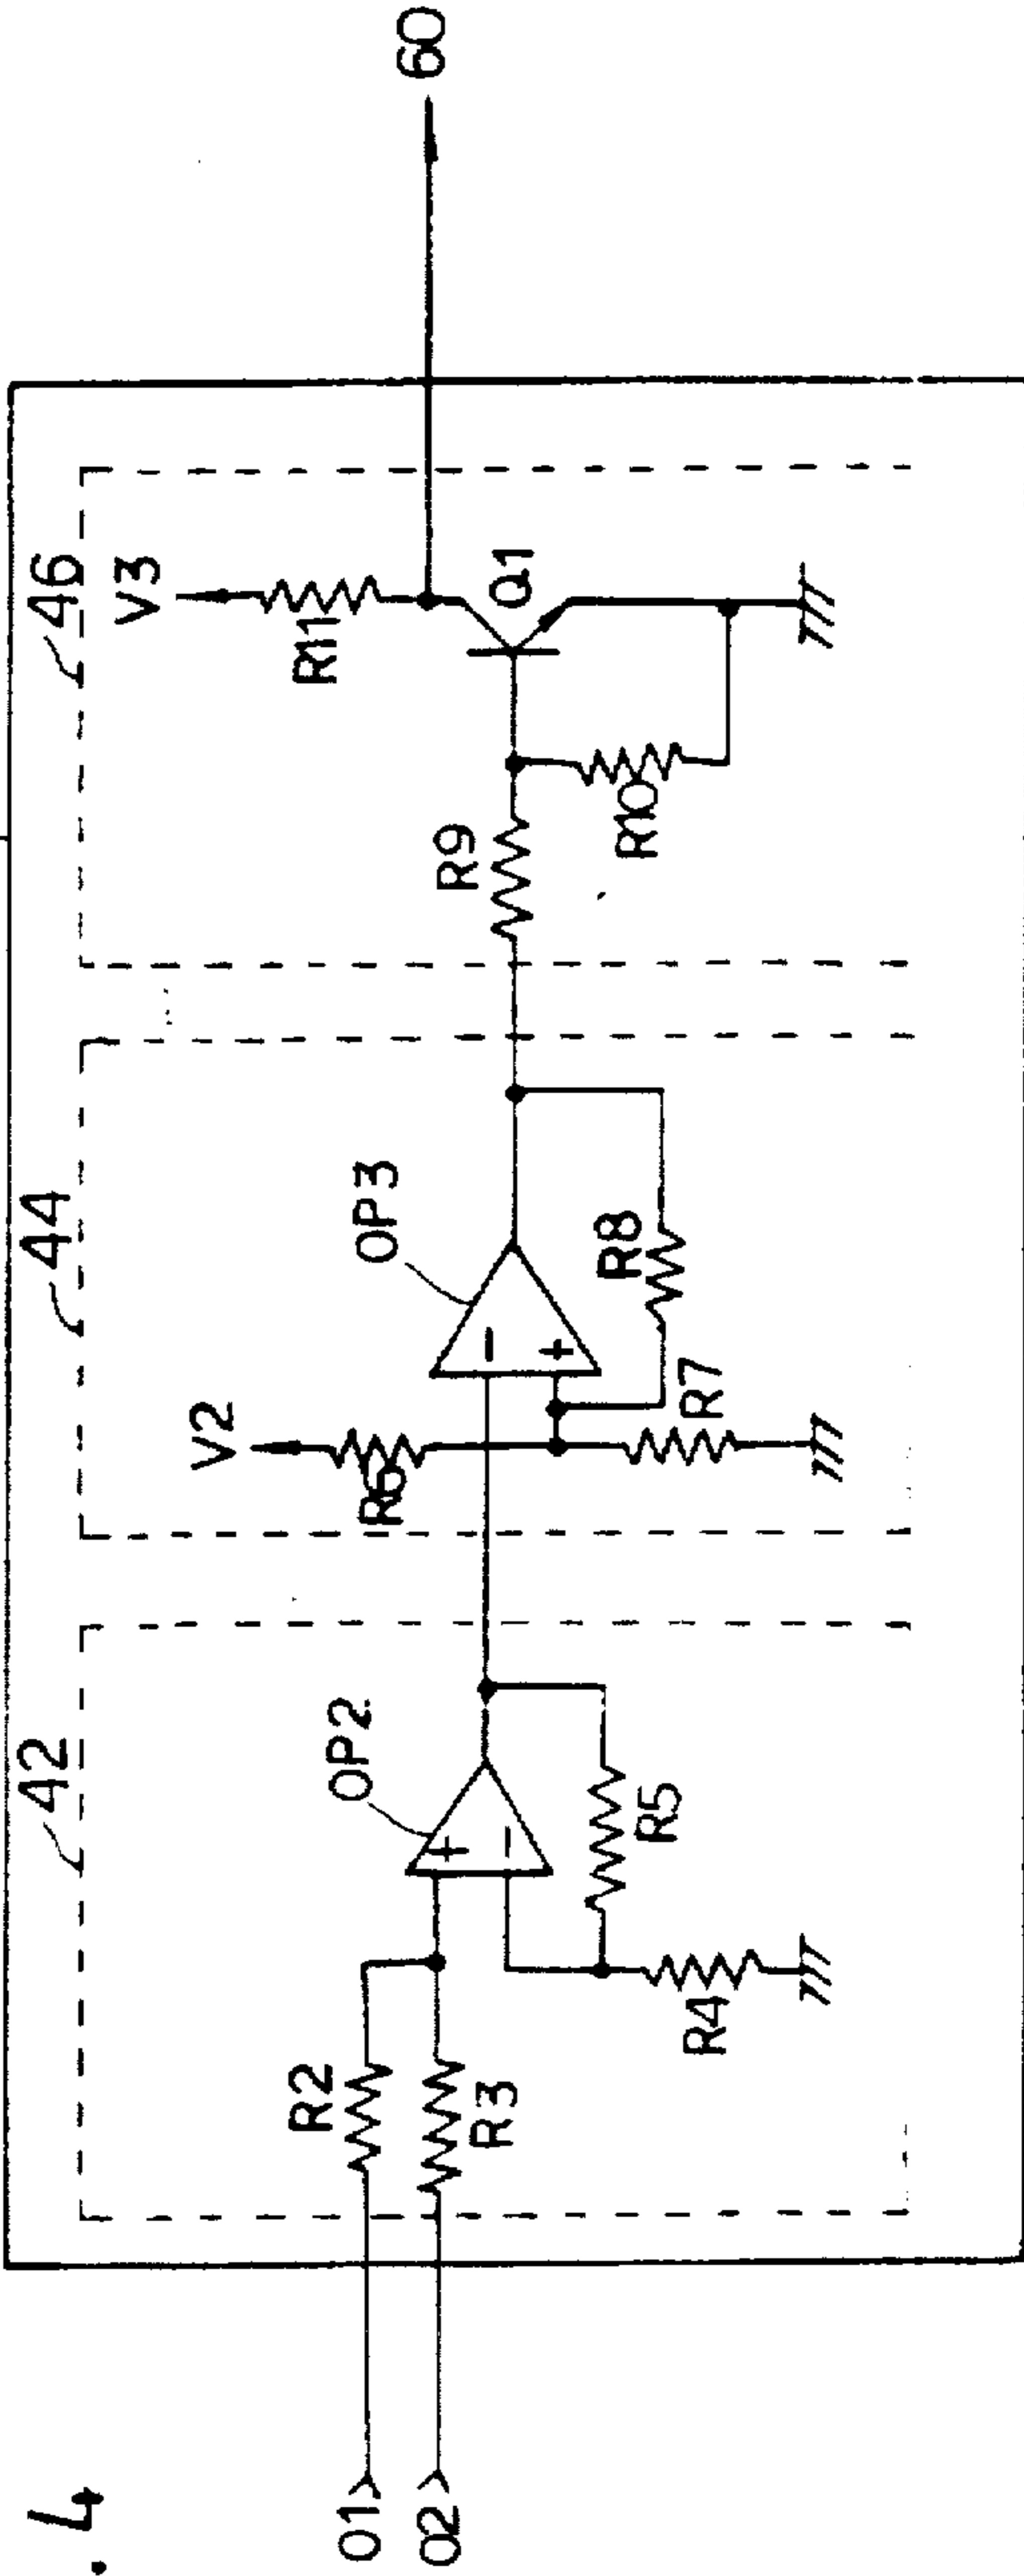 . 4
42
44
46
V2
V3
OP2
OP3
R2
R3
R4
R5
R6
R7
R8
R9
R10
R11
Q1
O1
O2
60
+
−
−
+